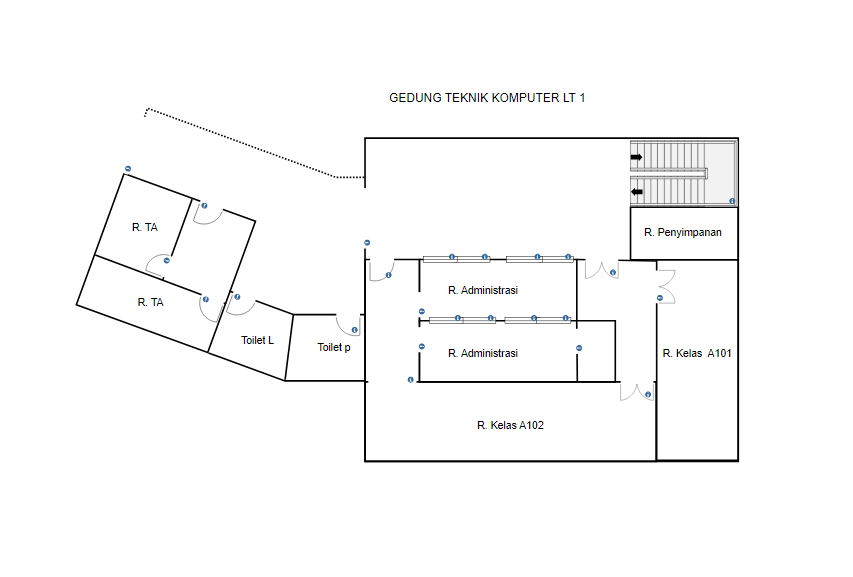 GEDUNG TEKNIK KOMPUTER LT 1
R. TA
R. Penyimpanan
R. TA
R. Administrasi
Toilet L
Toilet p
R. Administrasi
R. Kelas A101
R. Kelas A102